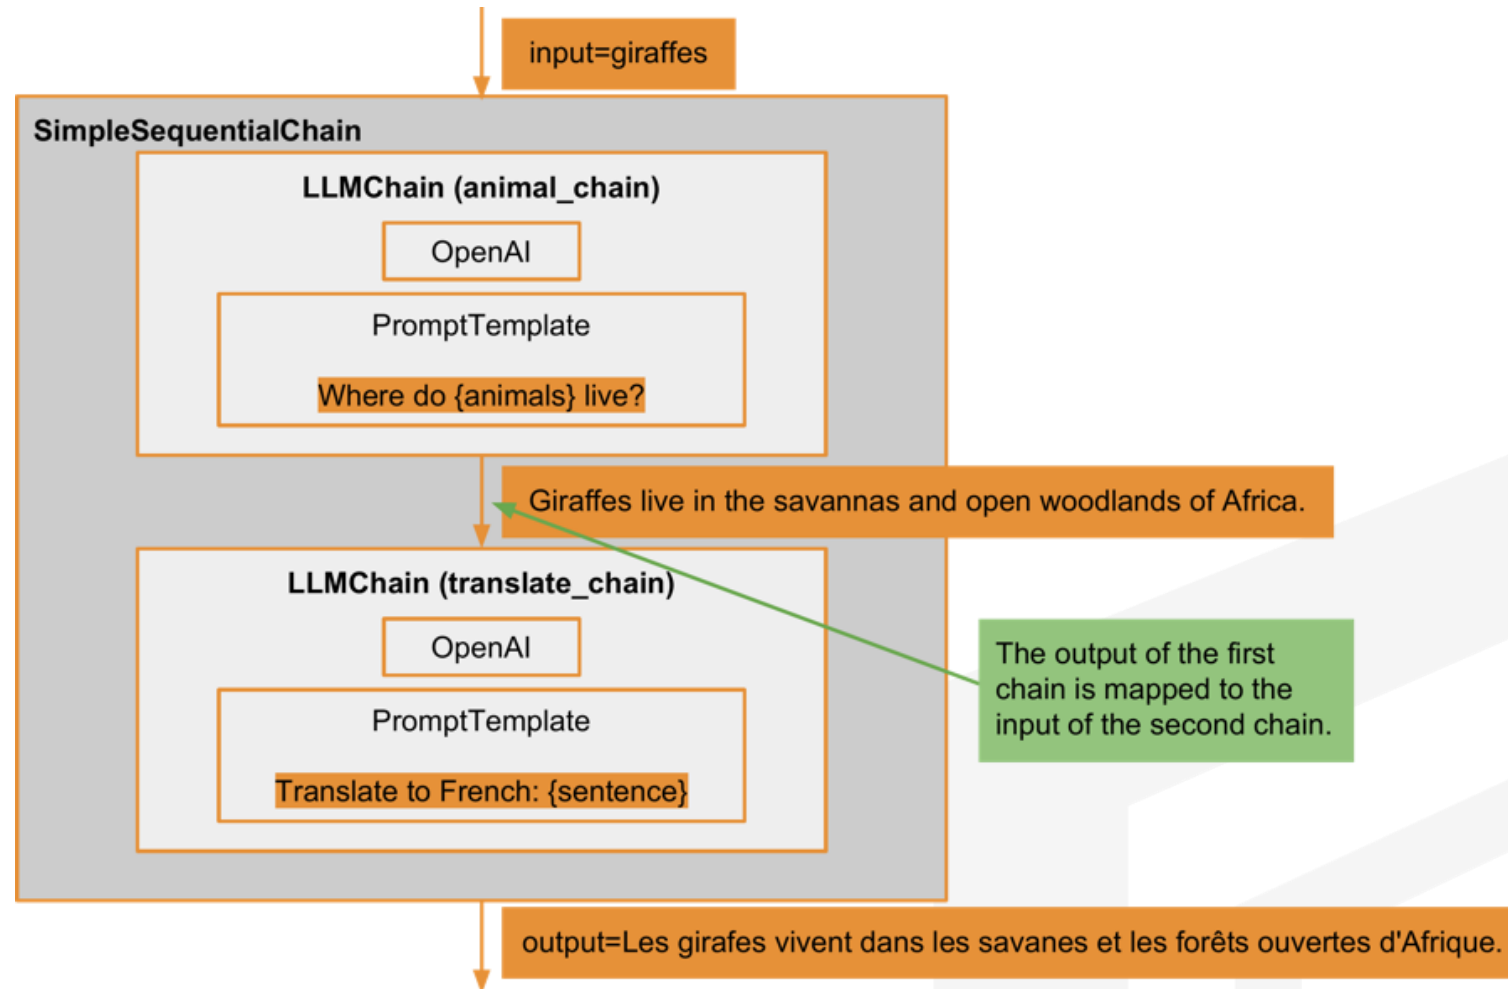 input=giraffes
SimpleSequentialChain
LLMChain (animal_chain)
OpenAI
PromptTemplate
Where do {animals} live?
Giraffes live in the savannas and open woodlands of Africa.
LLMChain (translate_chain)
OpenAI
PromptTemplate
Translate to French: {sentence}
The output of the first
chain is mapped to the
input of the second chain.
output=Les girafes vivent dans les savanes et les forêts ouvertes d'Afrique.